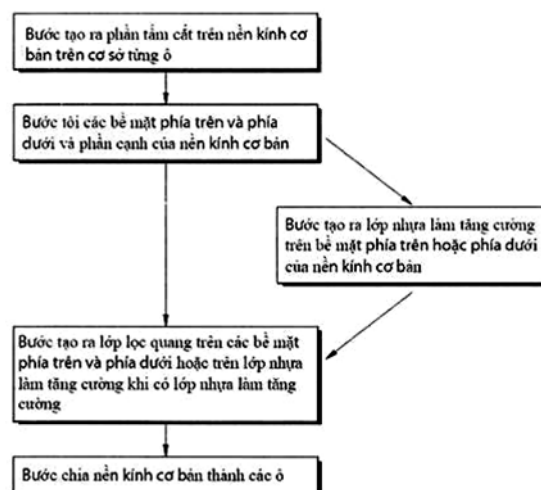 Bước tạo ra phần tấm cắt trên nền kính cơ
bản trên cơ sở từng ô
Bước tôi các bề mặt phía trên và phía
dưới và phần cạnh của nền kính cơ bản
Bước tạo ra lớp nhựa làm tăng cường
trên bề mặt phía trên hoặc phía dưới
của nền kính cơ bản
Bước tạo ra lớp lọc quang trên các bề mặt
phía trên và phía dưới hoặc trên lớp nhựa
làm tăng cường khi có lớp nhựa làm tăng
cường
Bước chia nền kính cơ bản thành các ô